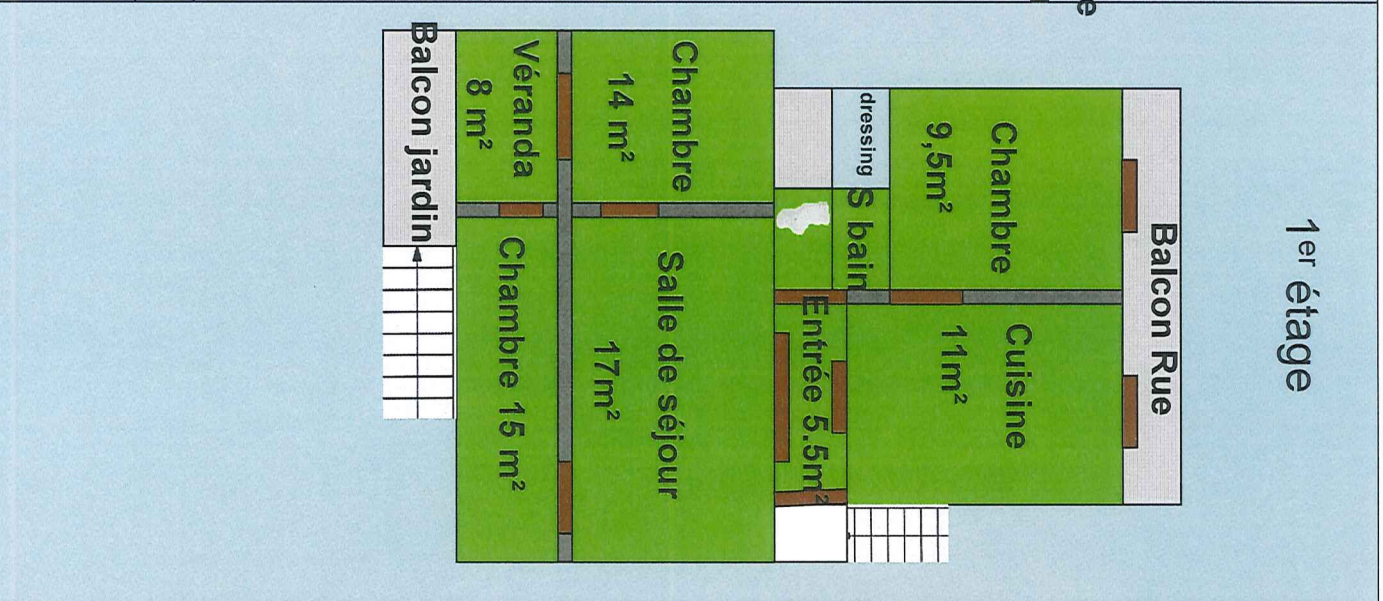 1er étage
Balcon Rue
Chambre
9,5m²
Cuisine
11m²
dressing
S bain
Entrée 5.5m²
Chambre
14 m²
Salle de séjour
17m²
Véranda
8 m²
Chambre 15 m²
Balcon jardin